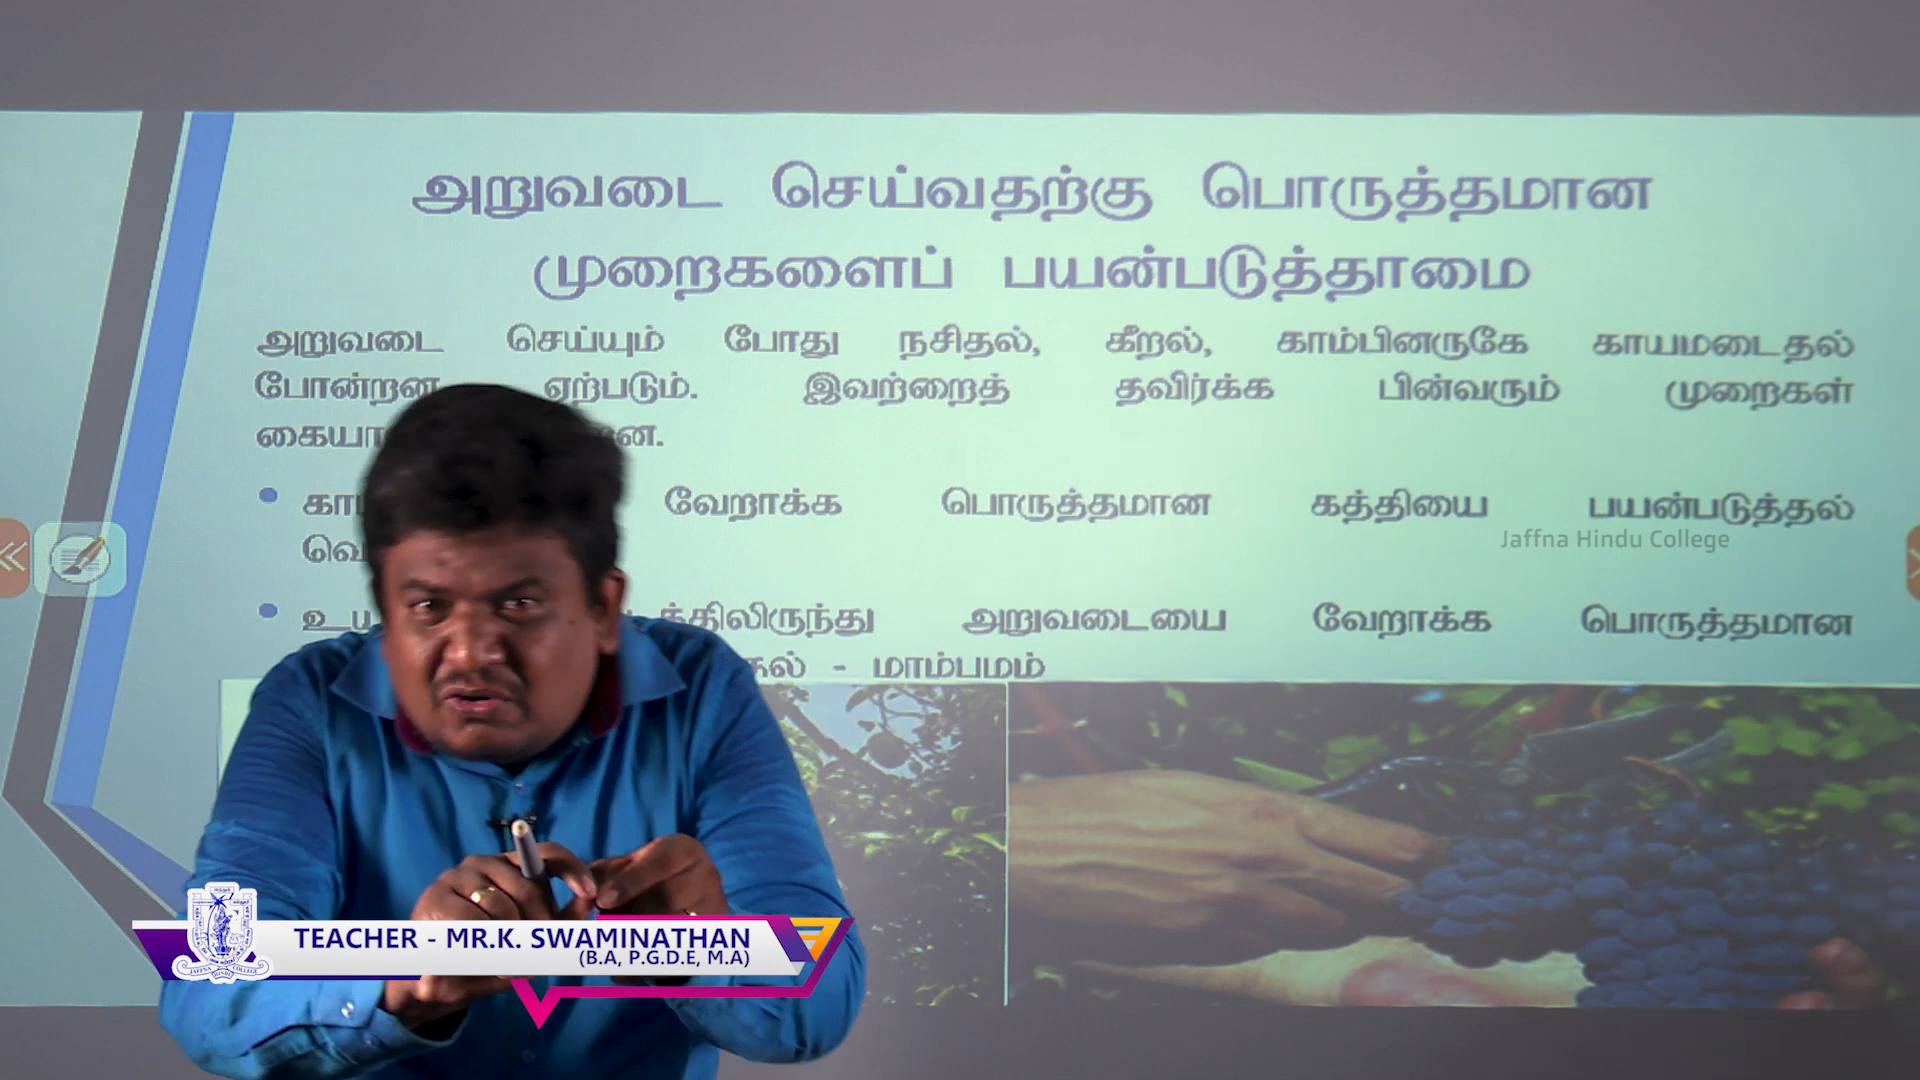 அறுவடை செய்வதற்கு பொருத்தமான
முறைகளைப் பயன்படுத்தாமை
அறுவடை செய்யும் போது நசிதல், கீறல், காம்பினருகே காயமடைதல்
போன்றன ஏற்படும். இவற்றைத் தவிர்க்க பின்வரும் முறைகள்
வேறாக்க பொருத்தமான கத்தியை பயன்படுத்தல்
Jaffna Hindu College
அறுவடையை வேறாக்க பொருத்தமான
- மாம்பமம்
TEACHER - MR.K. SWAMINATHAN
(B.A, P.G.D.E, M.A)